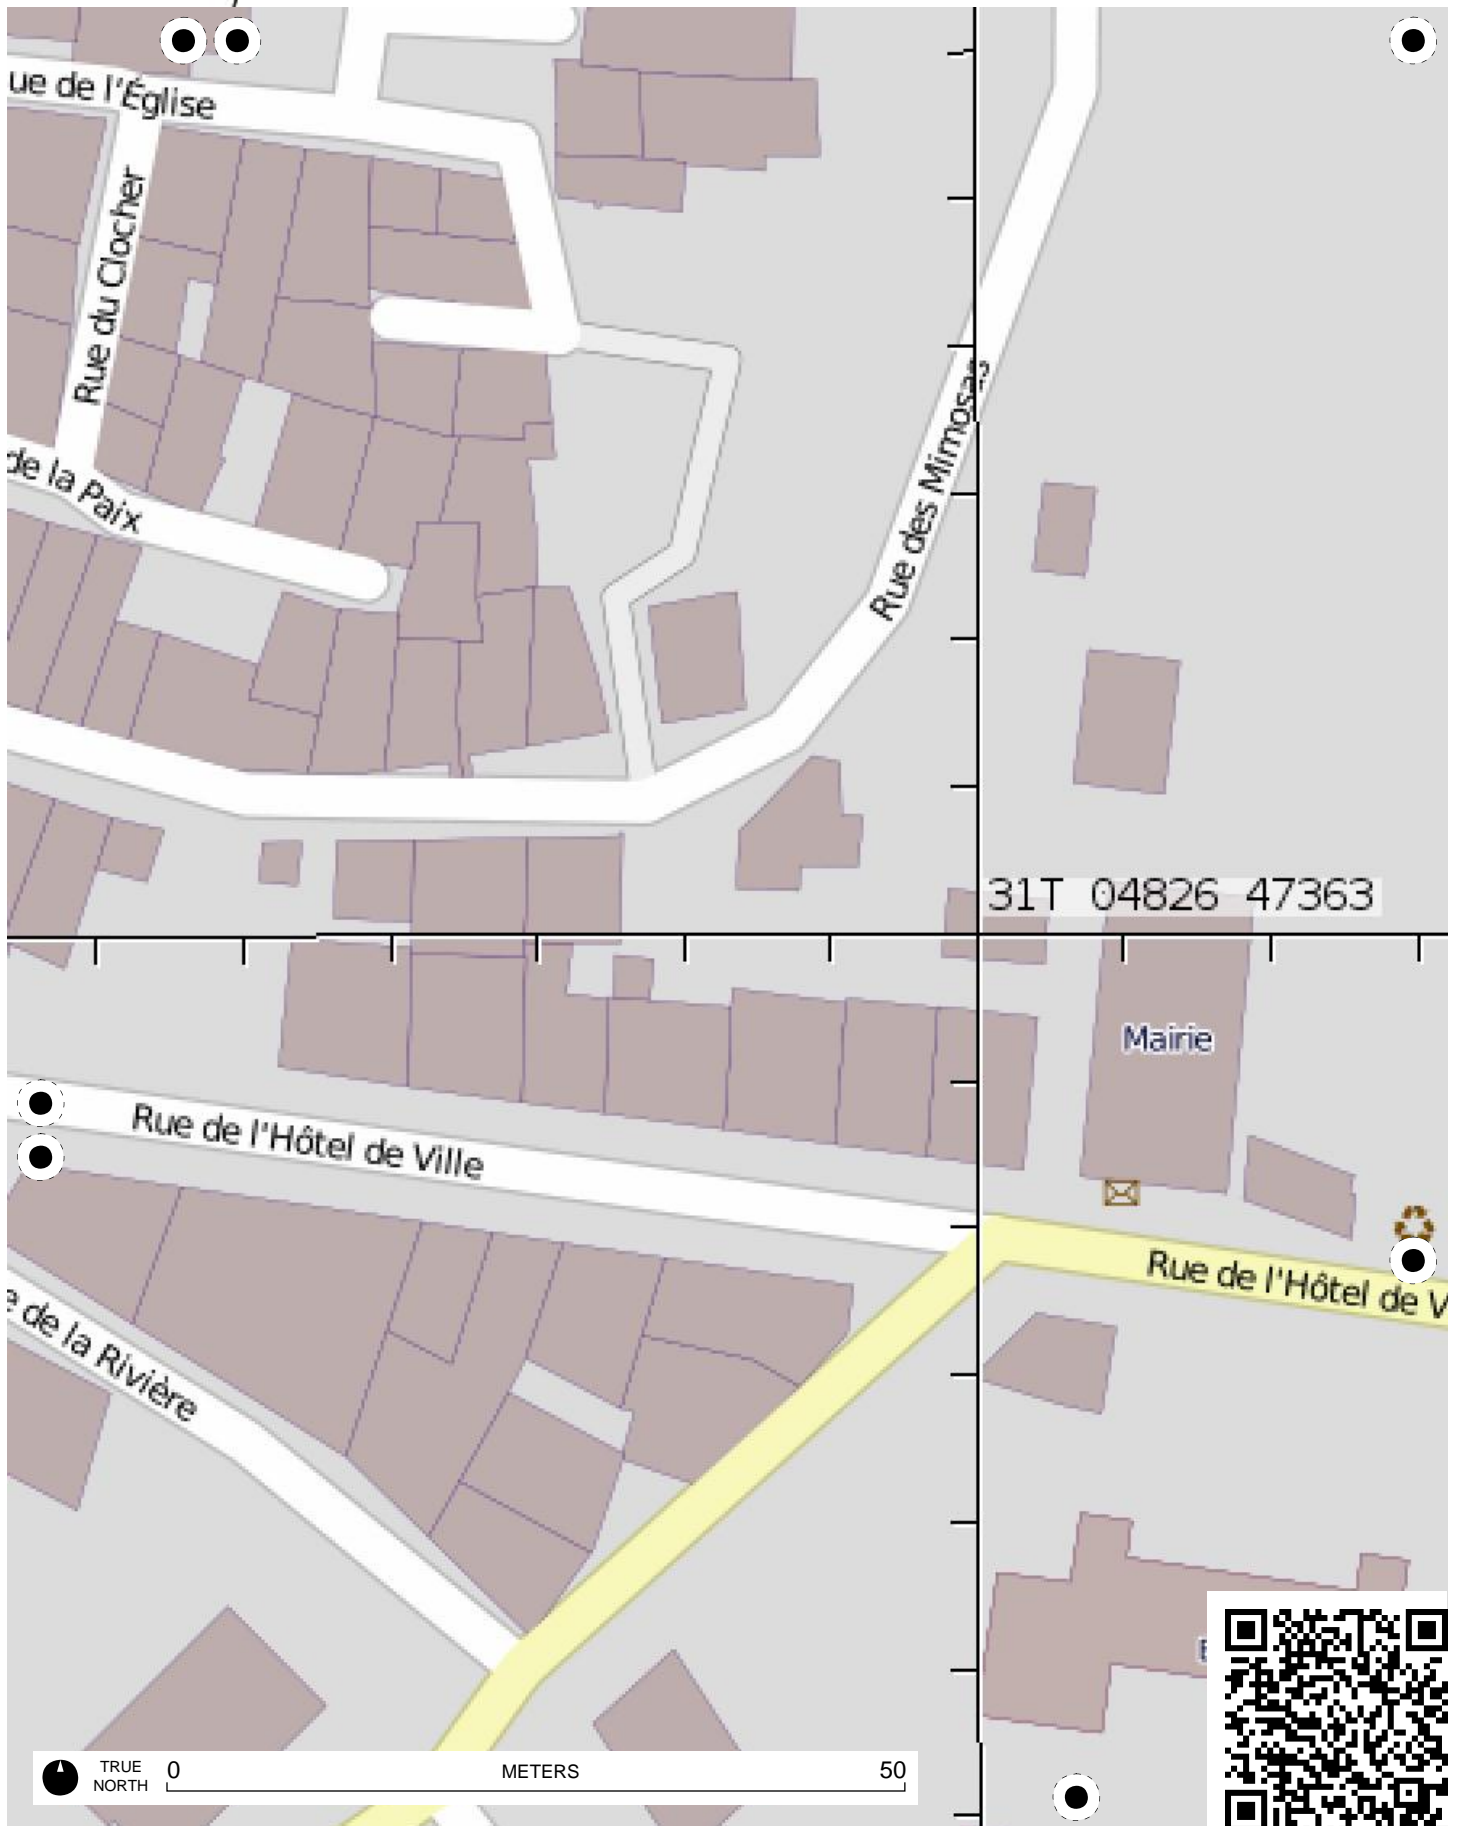 ue de l'Église
Rue du Clocher
de la Paix
Rue des Mimosas
31T 04826 47363
Mairie
Rue de l'Hôtel de Ville
Rue de l'Hôtel de V
e de la Rivière
TRUE NORTH
0 METERS 50